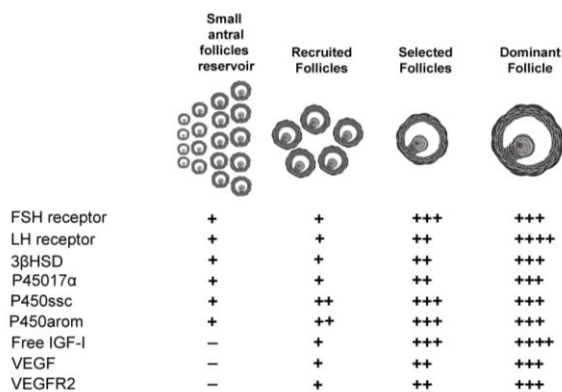 Small antral follicles reservoir
Recruited Follicles
Selected Follicles
Dominant Follicle
FSH receptor + + +++ +++
LH receptor + + ++ ++++
3βHSD + + ++ +++
P45017α + + ++ +++
P450ssc + ++ +++ +++
P450arom + ++ +++ +++
Free IGF-I – + +++ ++++
VEGF – + ++ +++
VEGFR2 – + ++ +++